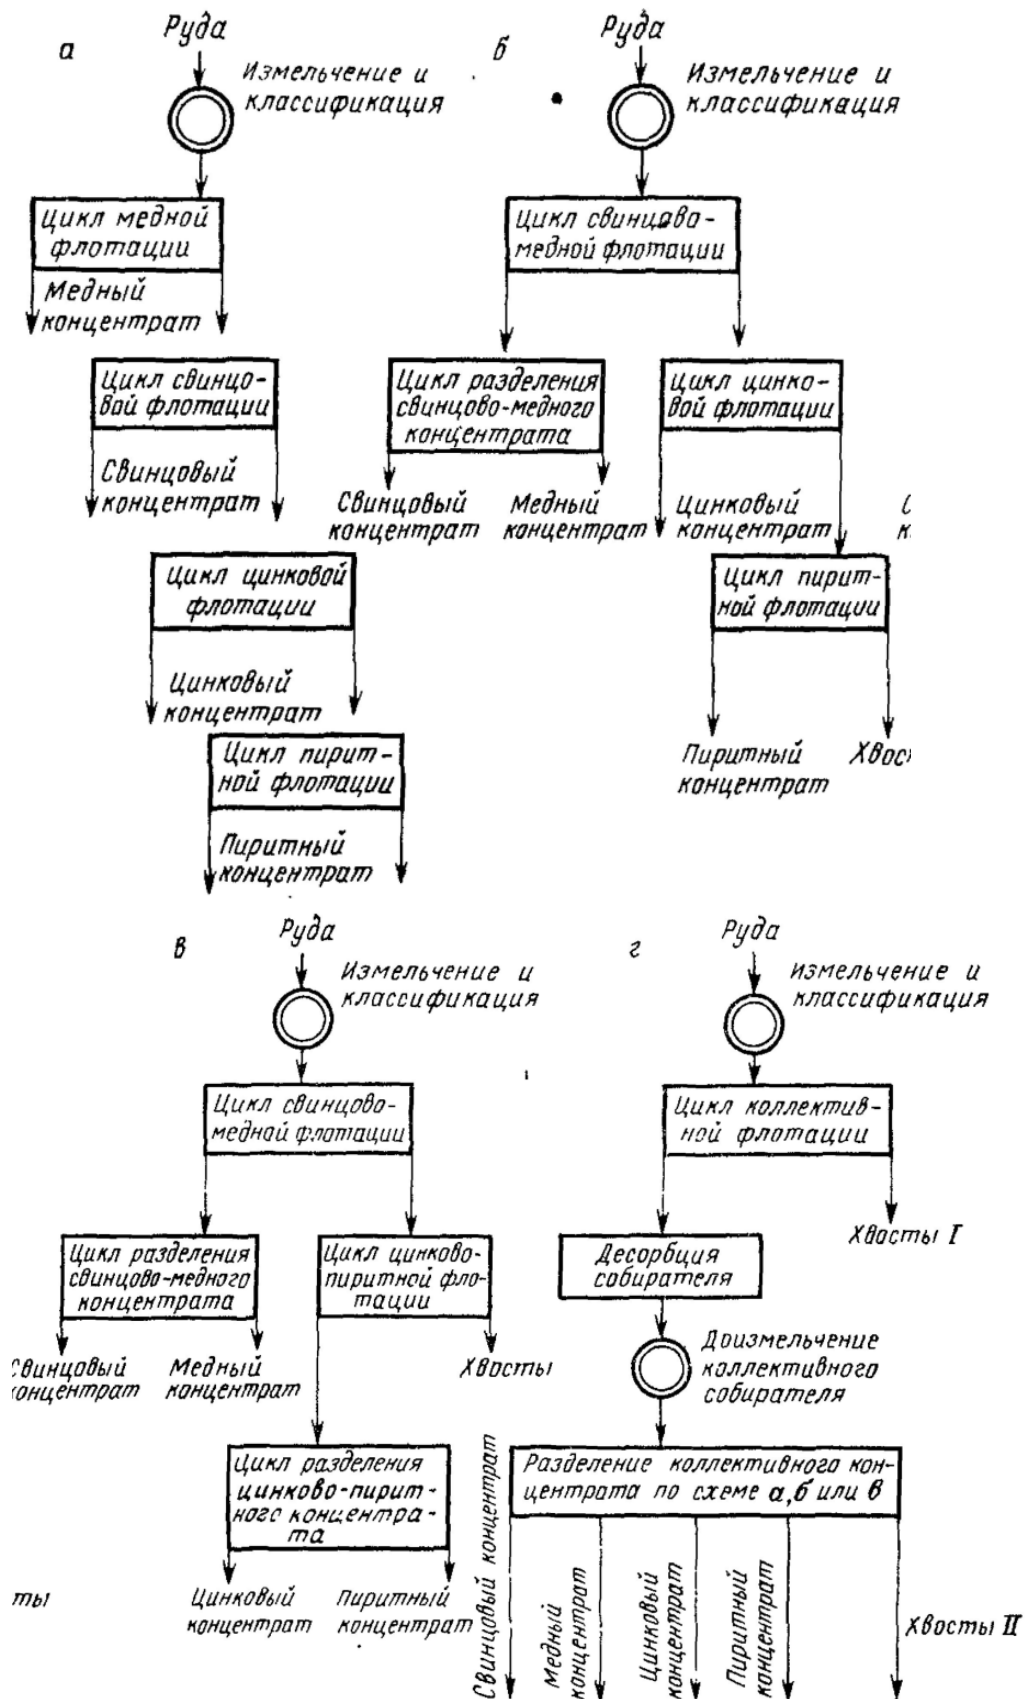 а
Руда
Измельчение и
классификация
Цикл медной
флотации
Медный
концентрат
Цикл свинцо-
вой флотации
Свинцовый
концентрат
Цикл цинковой
флотации
Цинковый
концентрат
Цикл пирит-
ной флотации
Пиритный
концентрат
б
Руда
Измельчение и
классификация
Цикл свинцово-
медной флотации
Цикл разделения
свинцово-медного
концентрата
Свинцовый
концентрат
Медный
концентрат
Цикл цинко-
вой флотации
Цинковый
концентрат
Цикл пирит-
ной флотации
Пиритный
концентрат
Хвос
С
к
в
Руда
Измельчение и
классификация
Цикл свинцово-
медной флотации
Цикл разделения
свинцово-медного
концентрата
Свинцовый
концентрат
Медный
концентрат
Цикл цинково-
пиритной фло-
тации
Хвосты
Цикл разделения
цинково-пирит-
ного концентра-
та
Цинковый
концентрат
Пиритный
концентрат
ты
г
Руда
Измельчение и
классификация
Цикл коллектив-
ной флотации
Хвосты I
Десорбция
собирателя
Доизмельчение
коллективного
собирателя
Разделение коллективного кон-
центрата по схеме а,б или в
Свинцовый концентрат
Медный
концентрат
Цинковый
концентрат
Пиритный
концентрат
Хвосты II